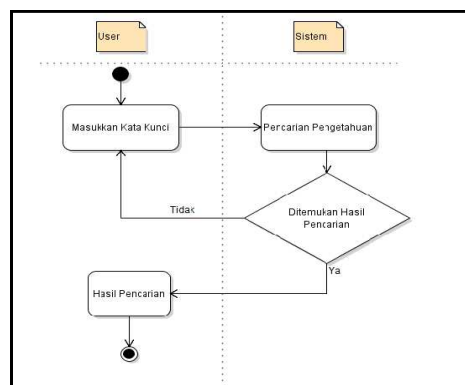 User
Sistem
Masukkan Kata Kunci
Pencarian Pengetahuan
Tidak
Ditemukan Hasil
Pencarian
Ya
Hasil Pencarian